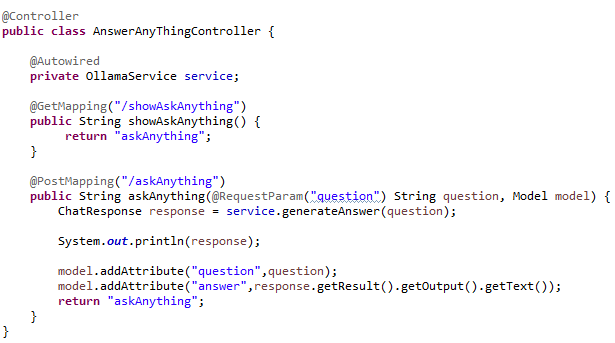 @Controller
public class AnswerAnyThingController {
@Autowired
private OllamaService service;
@GetMapping("/showAskAnything")
public String showAskAnything() {
return "askAnything";
}
@PostMapping("/askAnything")
public String askAnything(@RequestParam("question") String question, Model model) {
ChatResponse response = service.generateAnswer(question);
System.out.println(response);
model.addAttribute("question",question);
model.addAttribute("answer",response.getResult().getOutput().getText());
return "askAnything";
}
}